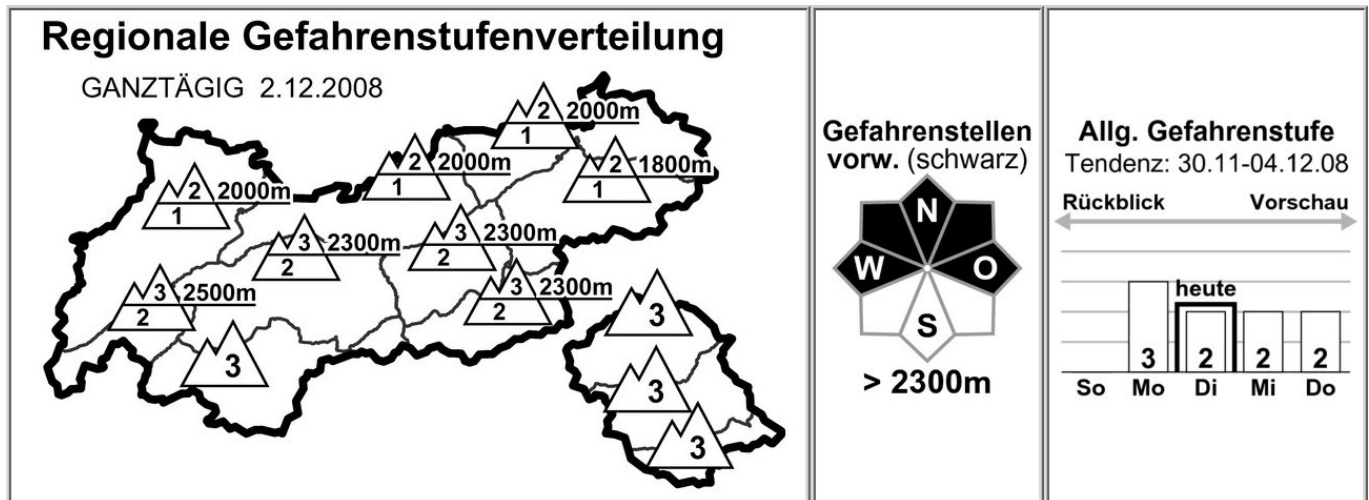 Regionale Gefahrenstufenverteilung
GANZTÄGIG 2.12.2008
2 2000m
1
2 2000m
1
2 1800m
1
2 2000m
1
3 2300m
2
3 2300m
2
3 2500m
2
3 2300m
2
3
3
3
3
Gefahrenstellen
vorw. (schwarz)
N
W O
S
> 2300m
Allg. Gefahrenstufe
Tendenz: 30.11-04.12.08
Rückblick Vorschau
heute
3 2 2 2
So Mo Di Mi Do